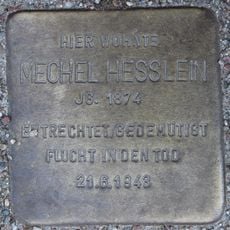 HIER WOHNTE
MECHEL HESSLEIN
JG. 1874
ENTRECHTET/GEDEMÜTIGT
FLUCHT IN DEN TOD
21.6.1943